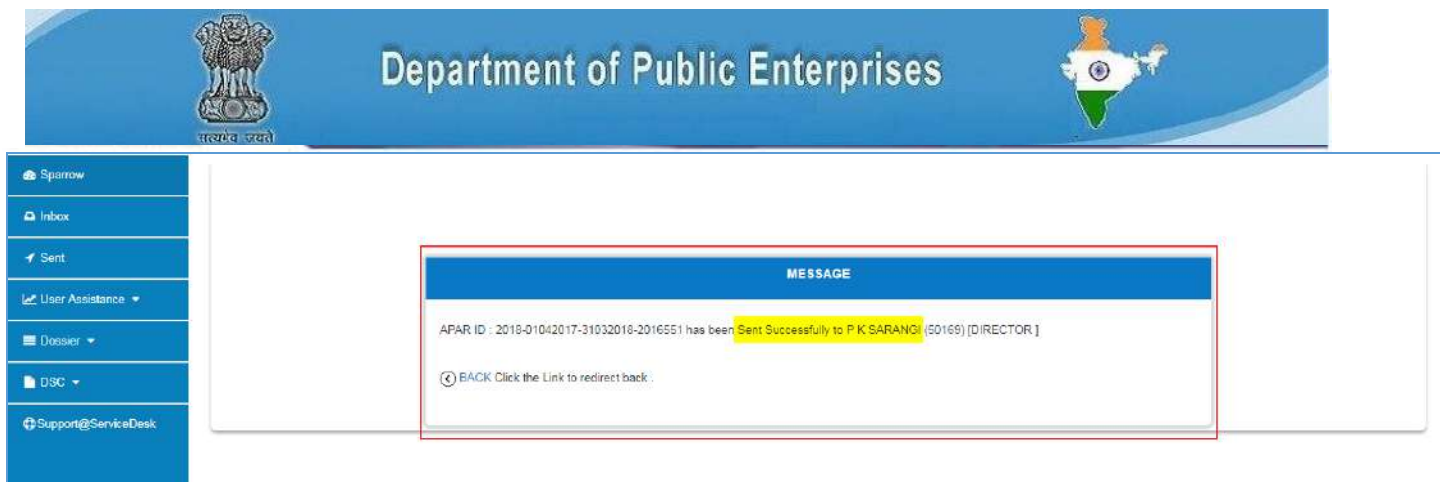 सत्यमेव जयते
Department of Public Enterprises
Sparrow
Inbox
Sent
User Assistance
Dossier
DSC
Support@ServiceDesk
MESSAGE
APAR ID : 2018-01042017-31032018-2016551 has been Sent Successfully to P K SARANGI (50169) [DIRECTOR ]
BACK Click the Link to redirect back .